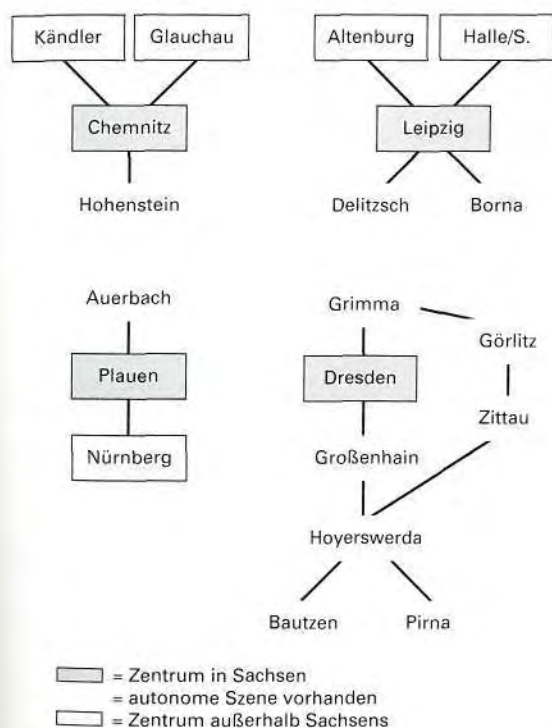 Kändler Glauchau Altenburg Halle/S.
Chemnitz Leipzig
Hohenstein Delitzsch Borna
Auerbach Grimma
Görlitz
Plauen Dresden
Zittau
Nürnberg Großenhain
Hoyerswerda
Bautzen Pirna
= Zentrum in Sachsen
= autonome Szene vorhanden
= Zentrum außerhalb Sachsens